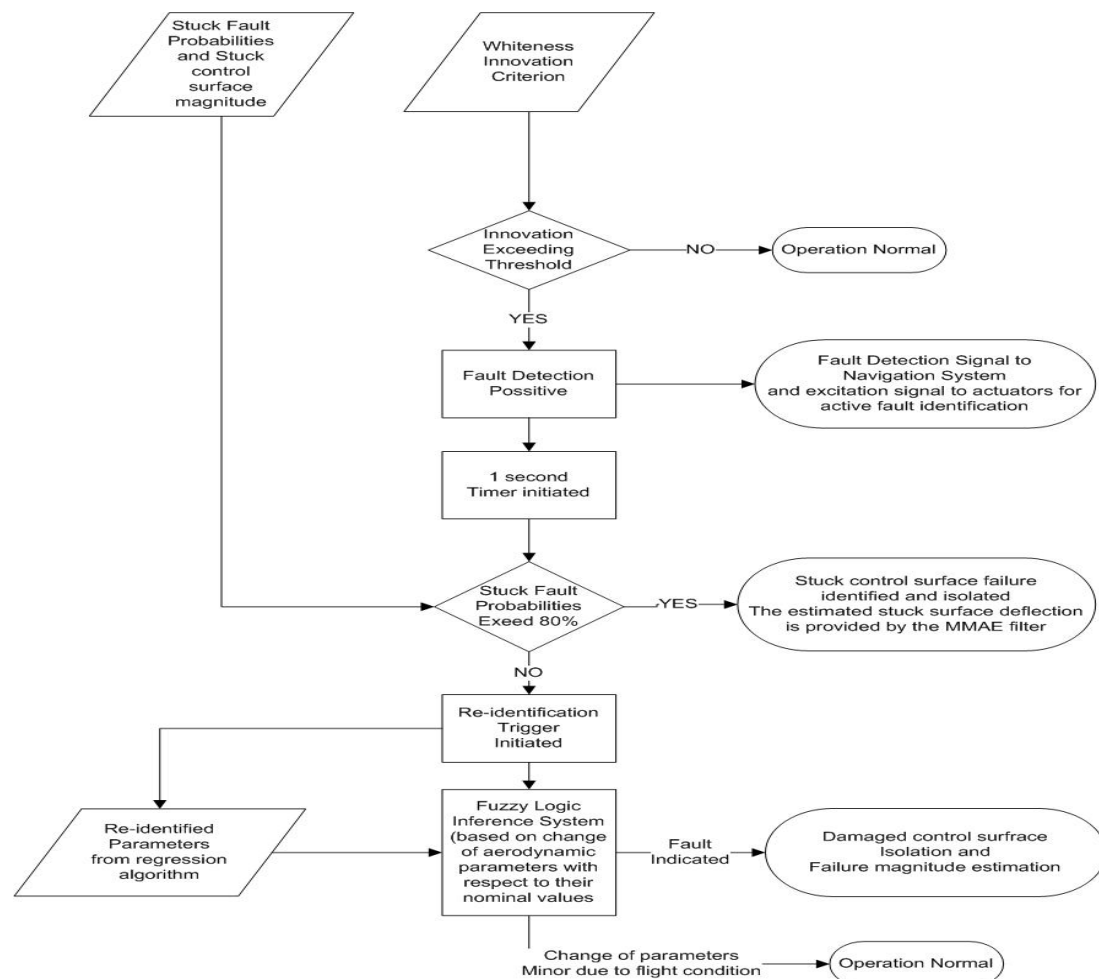 Stuck Fault
Probabilities
and Stuck
control
surface
magnitude
Whiteness
Innovation
Criterion
Innovation
Exceeding
Threshold
NO
Operation Normal
YES
Fault Detection
Possitive
Fault Detection Signal to
Navigation System
and excitation signal to actuators for
active fault identification
1 second
Timer initiated
Stuck Fault
Probabilities
Exeed 80%
YES
Stuck control surface failure
identified and isolated
The estimated stuck surface deflection
is provided by the MMAE filter
NO
Re-identification
Trigger
Initiated
Re-identified
Parameters
from regression
algorithm
Fuzzy Logic
Inference System
(based on change
of aerodynamic
parameters with
respect to their
nominal values
Fault
Indicated
Damaged control surfrace
Isolation and
Failure magnitude estimation
Change of parameters
Minor due to flight condition
Operation Normal